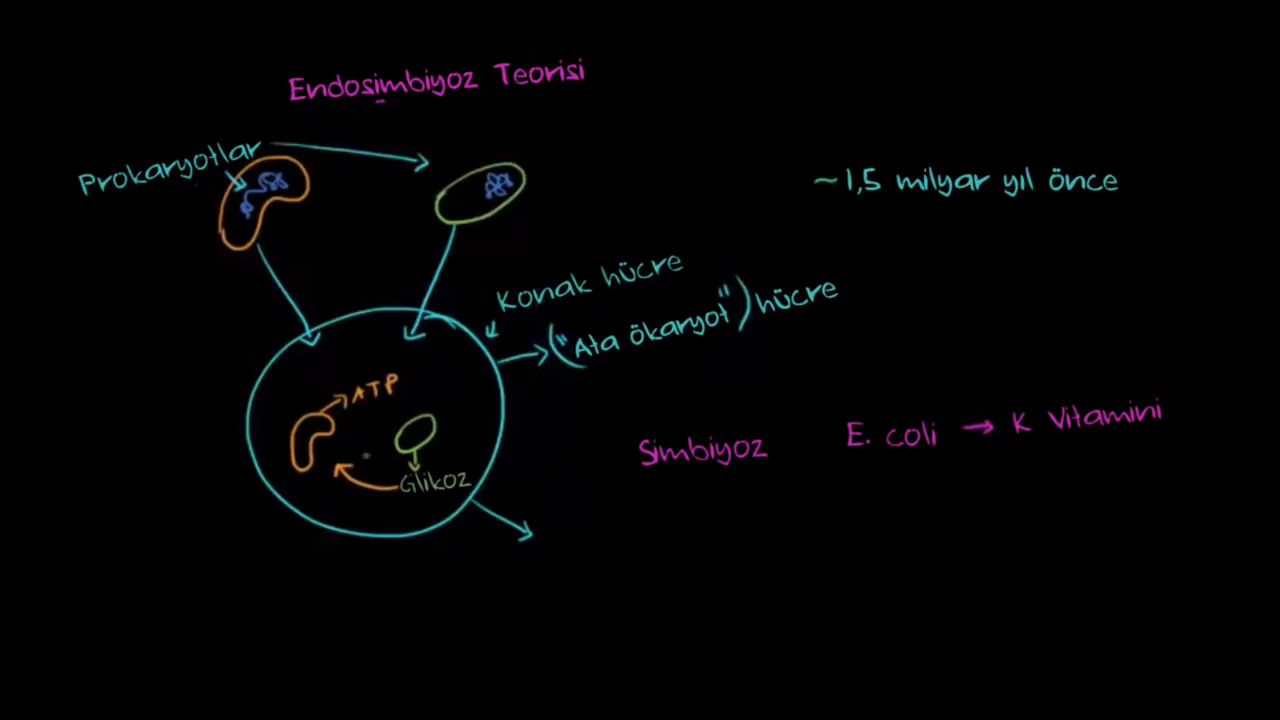 Endosimbiyoz Teorisi
Prokaryotlar
~1,5 milyar yıl önce
Konak hücre
("Ata ökaryot") hücre
ATP
Glikoz
Simbiyoz
E. coli → K Vitamini